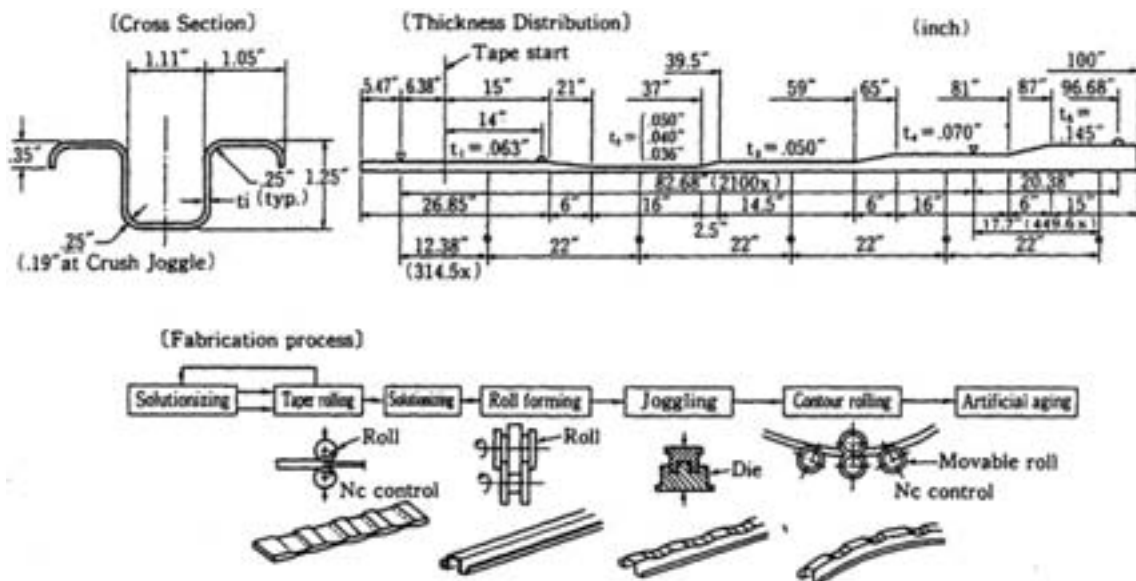 (Cross Section)
1.11″ 1.05″
.35″
.25″ 1.25″
ti (typ.)
.25″
(.19″ at Crush Joggle)
(Thickness Distribution) (inch)
Tape start
39.5″ 100″
5.47″ 6.38″ 15″ 21″ 37″ 59″ 65″ 81″ 87″ 96.68″
14″
t₁=.063″
.050″
.040″
.036″
=.050″
=.070″
.145″
82.68″(2100x) 20.38″
26.85″ 6″ 16″ 14.5″ 6″ 16″ 6″ 15″
2.5″ 17.7″(449.6x)
12.38″ 22″ 22″ 22″ 22″
(314.5x)
(Fabrication process)
Solutionizing Taper rolling Solutionizing Roll forming Joggling Contour rolling Artificial aging
Roll Roll Die Movable roll
Nc control Nc control